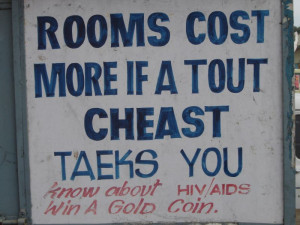 ROOMS COST
MORE IF A TOUT
CHEAST
TAEKS YOU
Know about HIV/AIDS
Win A Gold Coin.